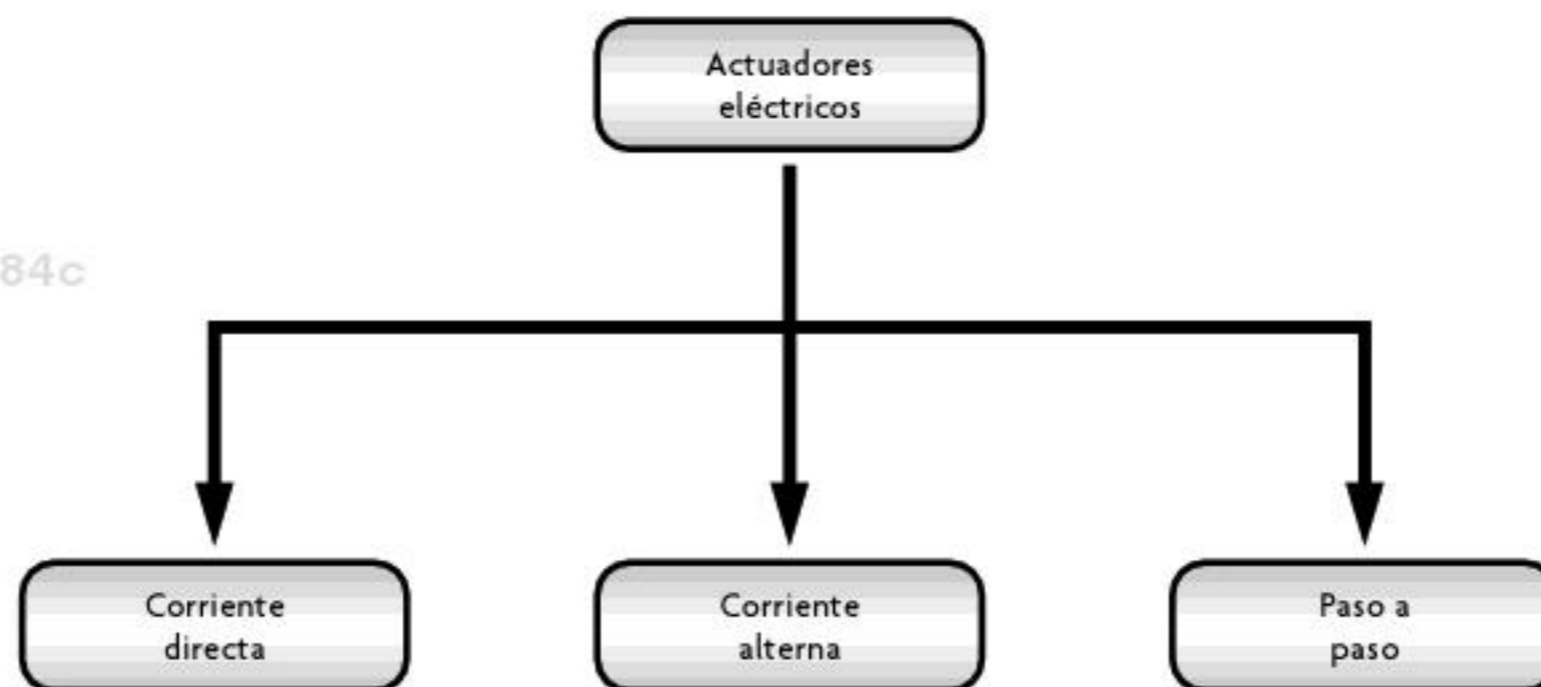 Actuadores
eléctricos
84c
Corriente
directa
Corriente
alterna
Paso a
paso